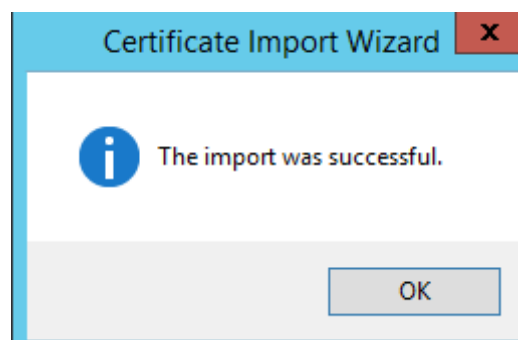 Certificate Import Wizard
x
The import was successful.
OK